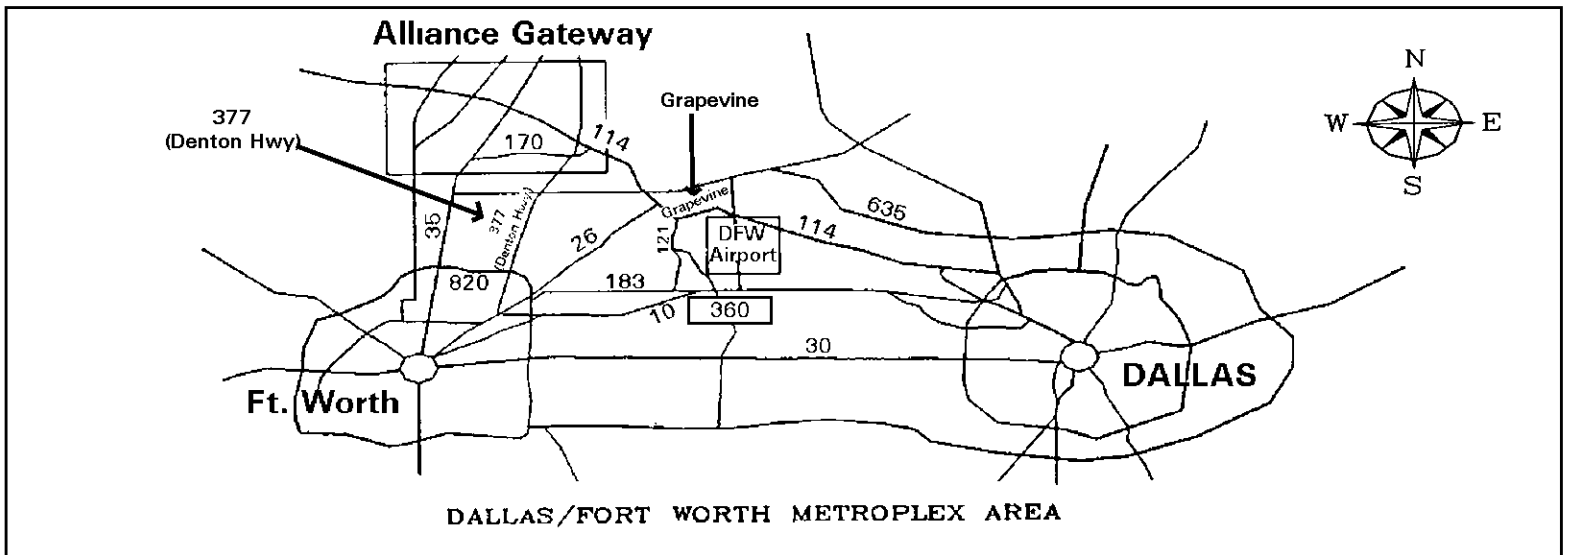 Alliance Gateway
N
W
E
S
Grapevine
377
(Denton Hwy)
114
170
Grapevine
377
(Denton Hwy)
35
26
121
DFW
Airport
114
635
820
183
10
360
30
Ft. Worth
DALLAS
DALLAS/FORT WORTH METROPLEX AREA